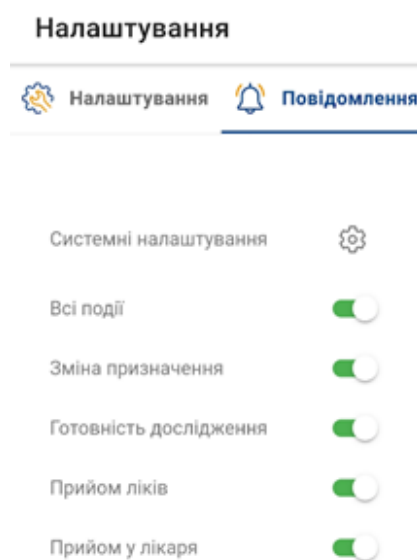 Налаштування
Налаштування Повідомлення
Системні налаштування
Всі події
Зміна призначення
Готовність дослідження
Прийом ліків
Прийом у лікаря